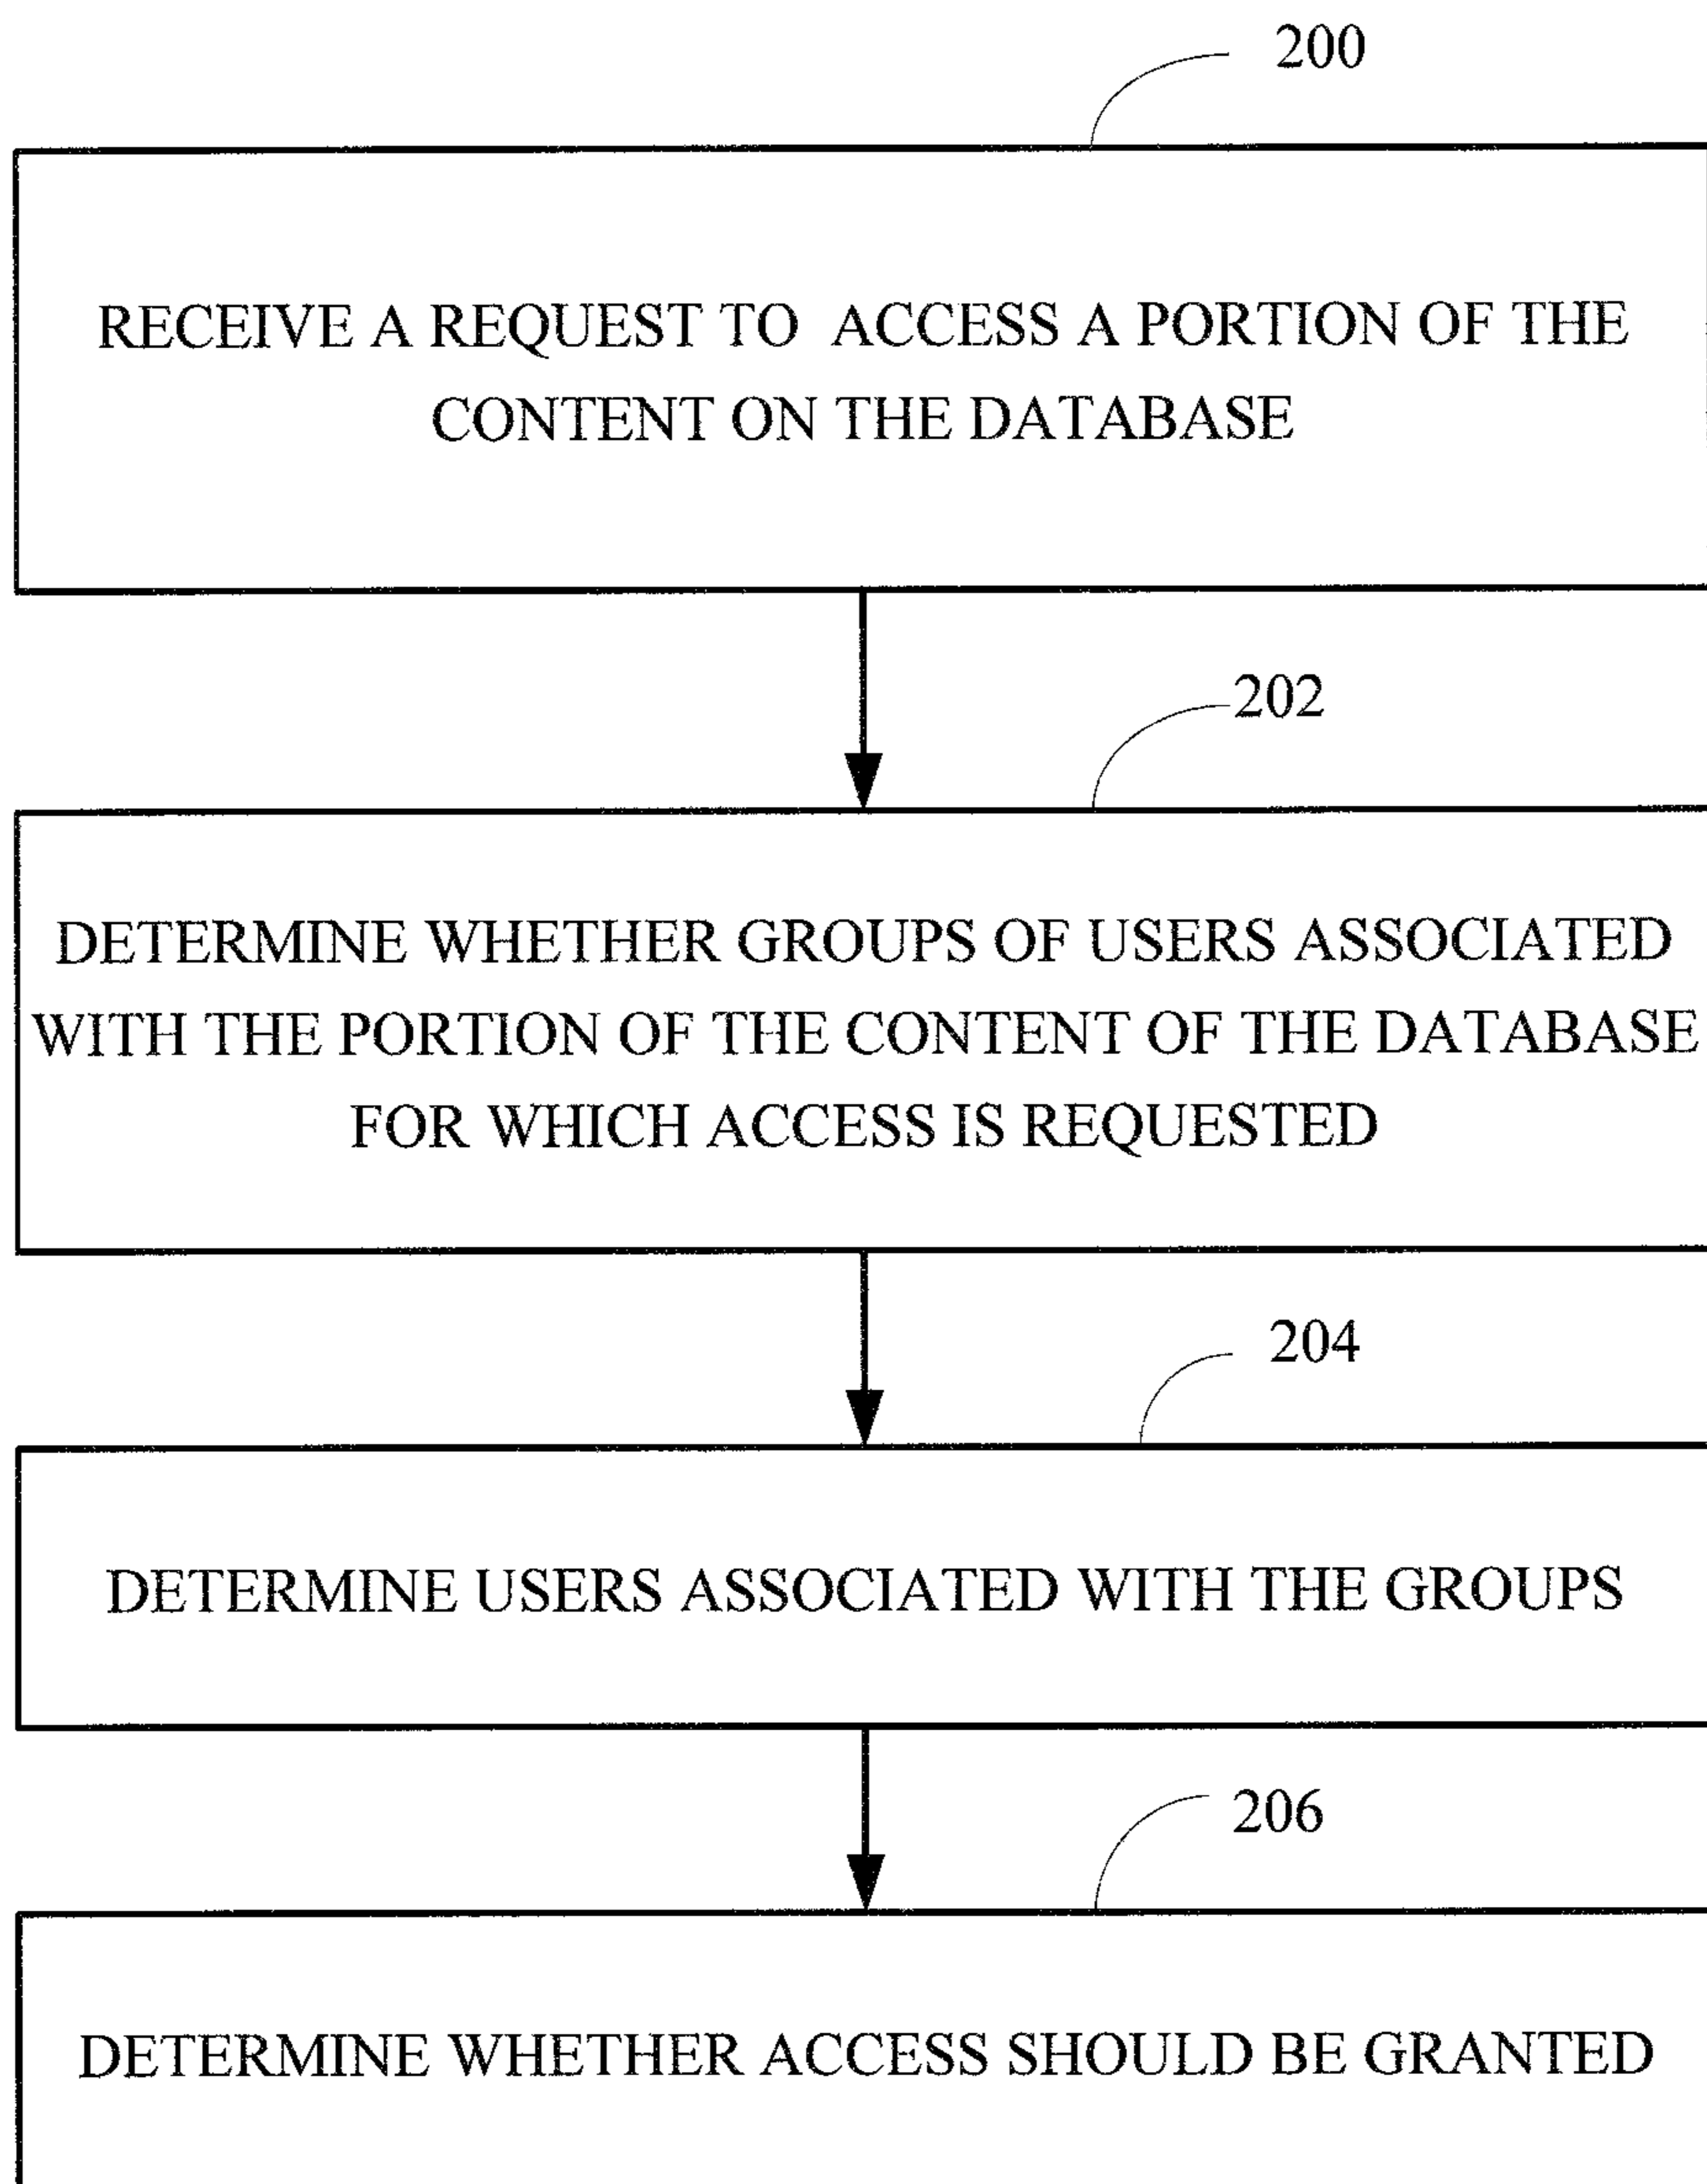 200
RECEIVE A REQUEST TO ACCESS A PORTION OF THE
CONTENT ON THE DATABASE
202
DETERMINE WHETHER GROUPS OF USERS ASSOCIATED
WITH THE PORTION OF THE CONTENT OF THE DATABASE
FOR WHICH ACCESS IS REQUESTED
204
DETERMINE USERS ASSOCIATED WITH THE GROUPS
206
DETERMINE WHETHER ACCESS SHOULD BE GRANTED